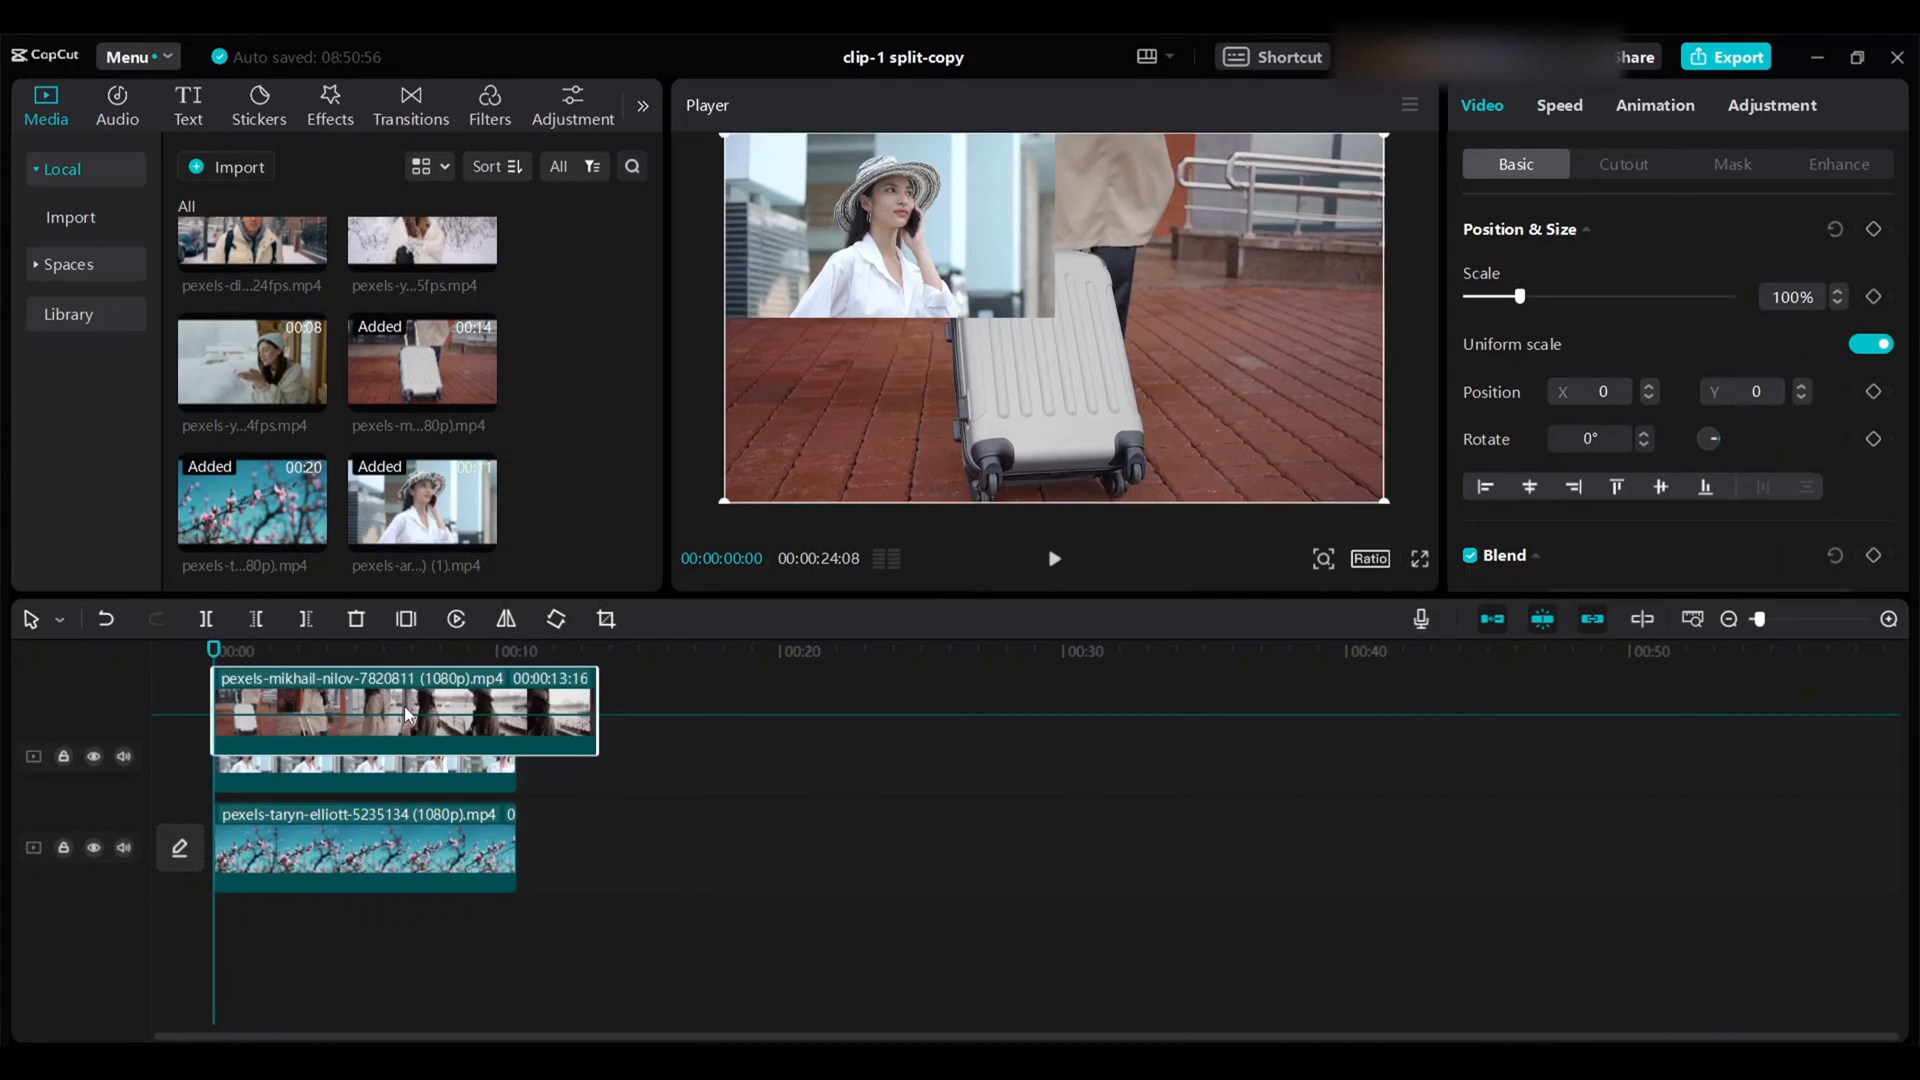 CapCut Menu Auto saved: 08:50:56 clip-1 split-copy Shortcut hare Export
Media Audio Text Stickers Effects Transitions Filters Adjustment
Player
Video Speed Animation Adjustment
Local
Import
Spaces
Library
Import Sort All
All
pexels-di...24fps.mp4 pexels-y...5fps.mp4
00:08 Added 00:14
pexels-y...4fps.mp4 pexels-m...80p).mp4
Added 00:20 Added 00:11
pexels-t...80p).mp4 pexels-ar...) (1).mp4
00:00:00:00 00:00:24:08 Ratio
Basic Cutout Mask Enhance
Position & Size
Scale
100%
Uniform scale
Position X 0 Y 0
Rotate 0°
Blend
00:00 00:10 00:20 00:30 00:40 00:50
pexels-mikhail-nilov-7820811 (1080p).mp4 00:00:13:16
pexels-taryn-elliott-5235134 (1080p).mp4 0